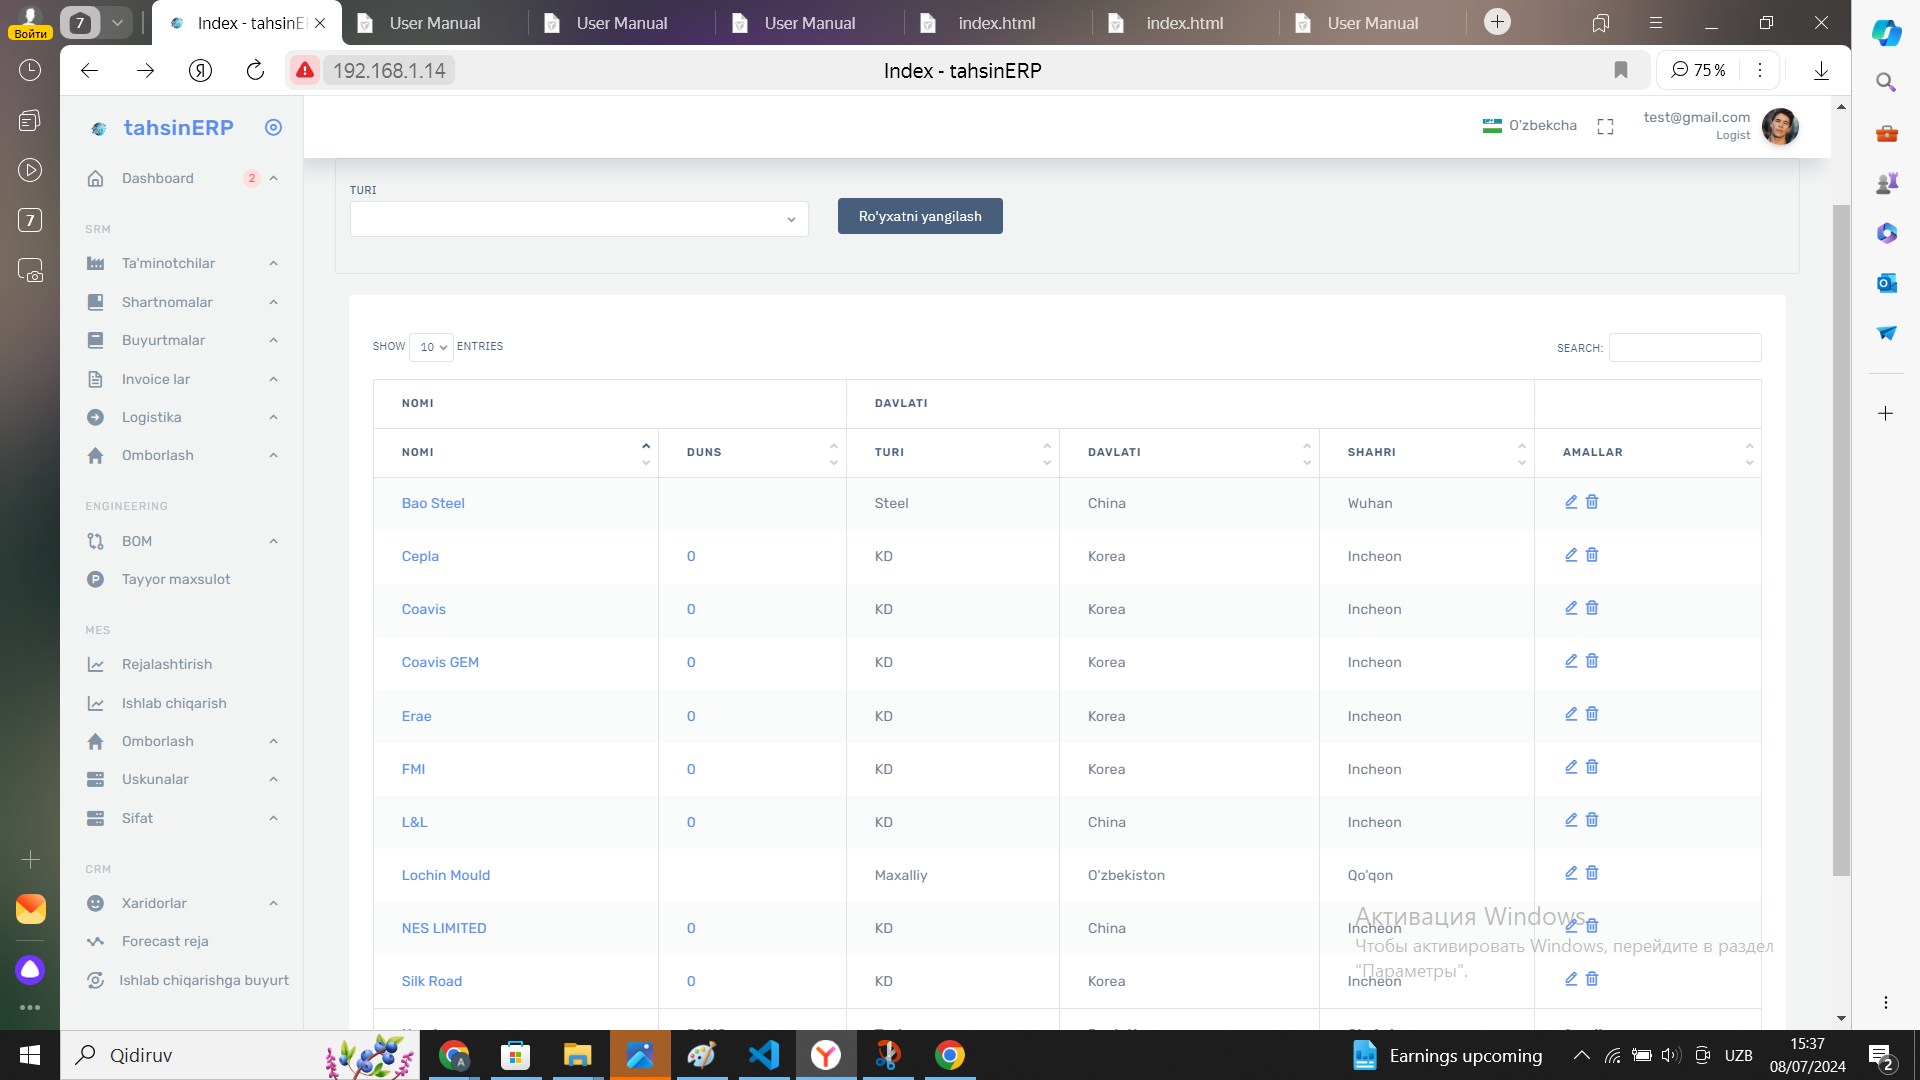 Войти
7
Index - tahsinE
User Manual
User Manual
User Manual
index.html
index.html
User Manual
192.168.1.14
Index - tahsinERP
75 %
7
tahsinERP
O'zbekcha
test@gmail.com
Logist
Dashboard
2
SRM
Ta'minotchilar
Shartnomalar
Buyurtmalar
Invoice lar
Logistika
Omborlash
ENGINEERING
BOM
Tayyor maxsulot
MES
Rejalashtirish
Ishlab chiqarish
Omborlash
Uskunalar
Sifat
CRM
Xaridorlar
Forecast reja
Ishlab chiqarishga buyurt
TURI
Ro'yxatni yangilash
SHOW 10 ENTRIES
SEARCH:
NOMI DAVLATI
NOMI DUNS TURI DAVLATI SHAHRI AMALLAR
Bao Steel Steel China Wuhan
Cepla 0 KD Korea Incheon
Coavis 0 KD Korea Incheon
Coavis GEM 0 KD Korea Incheon
Erae 0 KD Korea Incheon
FMI 0 KD Korea Incheon
L&L 0 KD China Incheon
Lochin Mould Maxalliy O'zbekiston Qo'qon
NES LIMITED 0 KD China Incheon
Silk Road 0 KD Korea Incheon
Активация Windows
Чтобы активировать Windows, перейдите в раздел
"Параметры".
Qidiruv
Earnings upcoming
UZB
15:37
08/07/2024
2